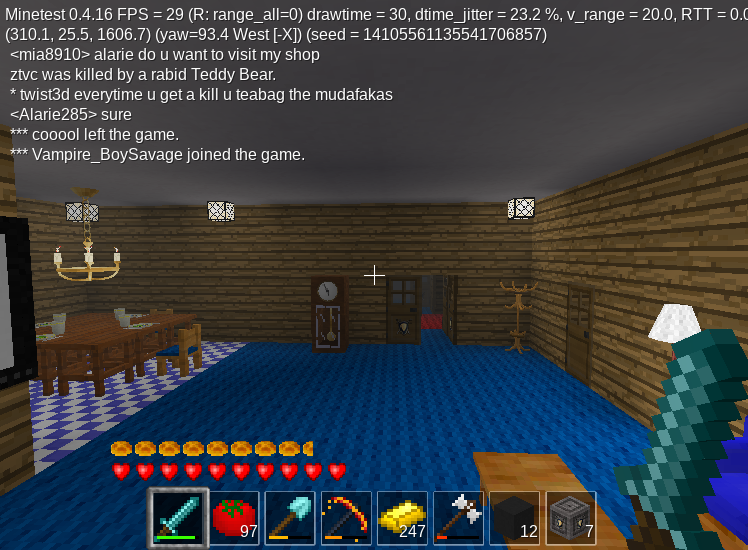 Minetest 0.4.16 FPS = 29 (R: range_all=0) drawtime = 30, dtime_jitter = 23.2 %, v_range = 20.0, RTT = 0.0
(310.1, 25.5, 1606.7) (yaw=93.4 West [-X]) (seed = 14105561135541706857)
<mia8910> alarie do u want to visit my shop
ztvc was killed by a rabid Teddy Bear.
* twist3d everytime u get a kill u teabag the mudafakas
<Alarie285> sure
*** cooool left the game.
*** Vampire_BoySavage joined the game.
97 247 12 7